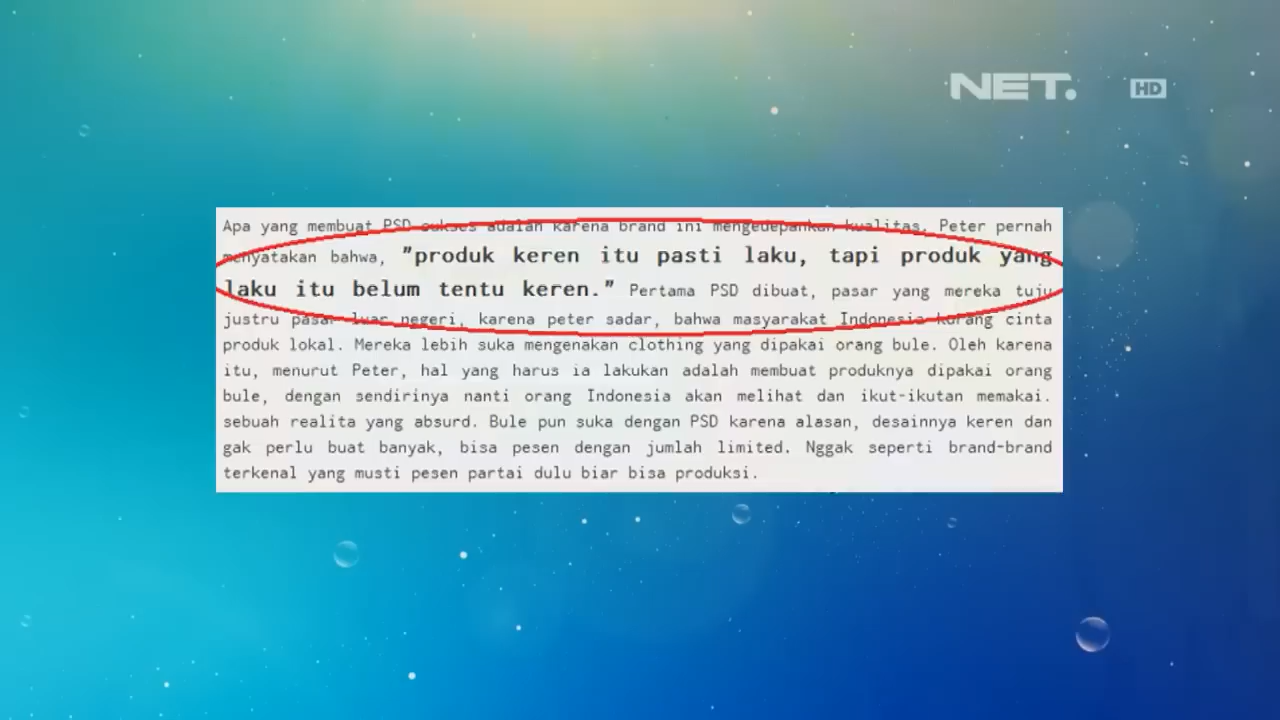 NET. HD
Apa yang membuat PSD sukses adalah karena brand ini mengedepankan kualitas. Peter pernah
menyatakan bahwa, "produk keren itu pasti laku, tapi produk yang
laku itu belum tentu keren." Pertama PSD dibuat, pasar yang mereka tuju
justru pasar luar negeri, karena peter sadar, bahwa masyarakat Indonesia kurang cinta
produk lokal. Mereka lebih suka mengenakan clothing yang dipakai orang bule. Oleh karena
itu, menurut Peter, hal yang harus ia lakukan adalah membuat produknya dipakai orang
bule, dengan sendirinya nanti orang Indonesia akan melihat dan ikut-ikutan memakai.
sebuah realita yang absurd. Bule pun suka dengan PSD karena alasan, desainnya keren dan
gak perlu buat banyak, bisa pesen dengan jumlah limited. Nggak seperti brand-brand
terkenal yang musti pesen partai dulu biar bisa produksi.